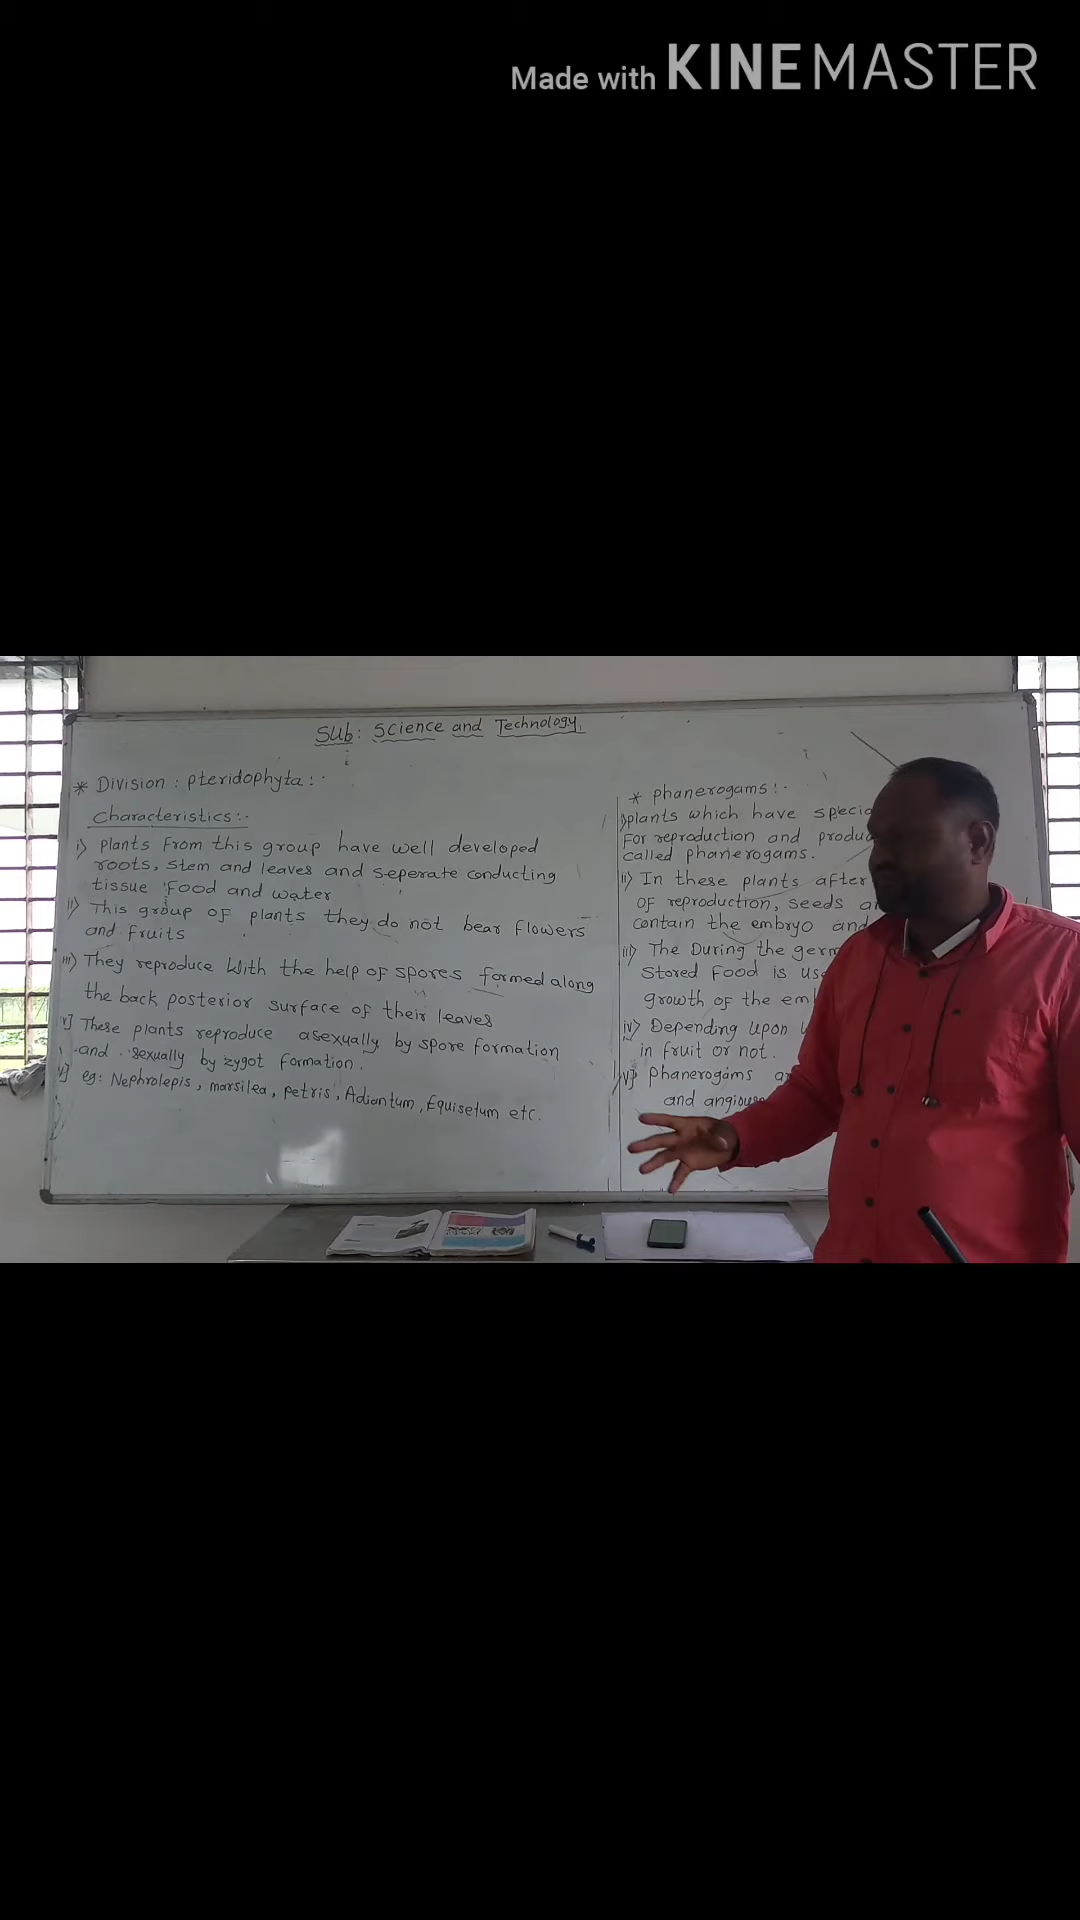 Made with KINEMASTER
Sub: Science and Technology.
* Division: pteridophyta:-
Characteristics:-
i) plants From this group have well developed
roots, stem and leaves and seperate conducting
tissue Food and water
ii) This group of plants they do not bear flowers
and fruits
iii) They reproduce with the help of spores formed along
the back posterior surface of their leaves
These plants reproduce asexually by spore formation
and sexually by zygot formation.
v] eg: Nephrolepis, marsilea, petris, Adiantum, Equisetum etc.
* phanerogams:-
i) plants which have
For reproduction and
called phanerogams.
ii) In these plants after
of reproduction, seeds
contain the embryo and
iii) The During the
Stored Food is
growth of the
iv) Depending upon
in fruit or not.
v] Phanerogams
and